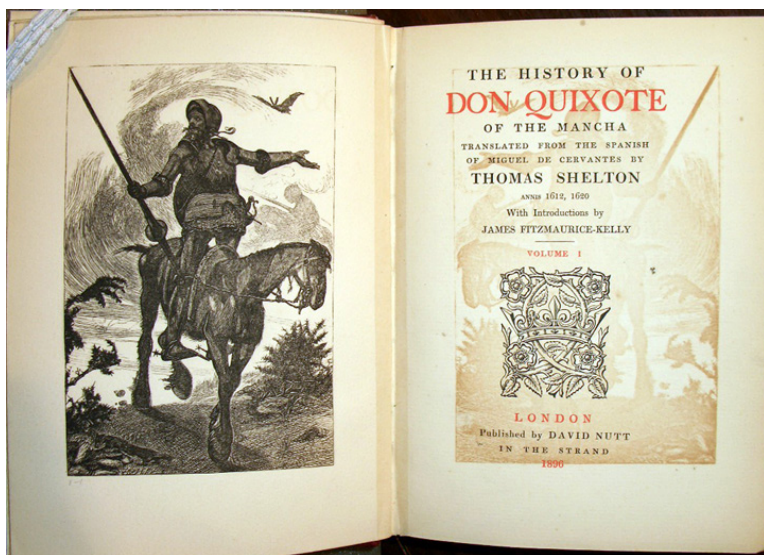 THE HISTORY OF
DON QUIXOTE
OF THE MANCHA
TRANSLATED FROM THE SPANISH
OF MIGUEL DE CERVANTES BY
THOMAS SHELTON
ANNIS 1612, 1620
With Introductions by
JAMES FITZMAURICE-KELLY
VOLUME I
LONDON
Published by DAVID NUTT
IN THE STRAND
1896